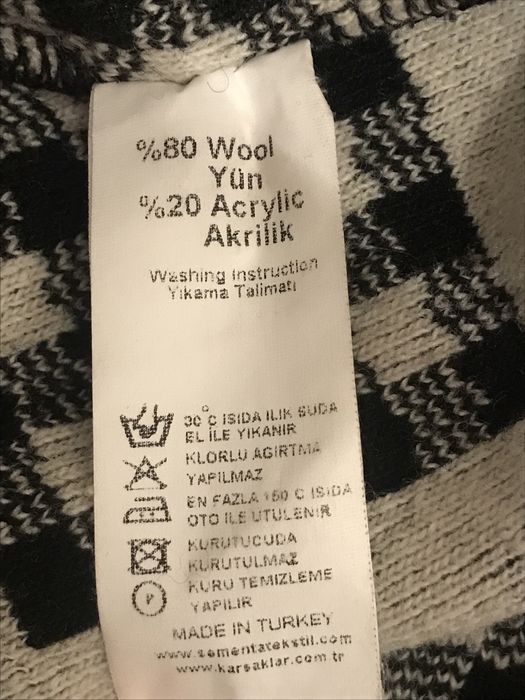 %80 Wool
Yün
%20 Acrylic
Akrilik
Washing Instruction
Yıkama Talimatı
30°C ISIDA ILIK SUDA
EL İLE YIKANIR
KLORLU AGIRTMA
YAPILMAZ
EN FAZLA 150 C ISIDA
OTO ILE UTULENIR
KURUTUCUDA
KURUTULMAZ
KURU TEMIZLEME
YAPILIR
MADE IN TURKEY
www.sementatekstil.com
www.karsaklar.com tr